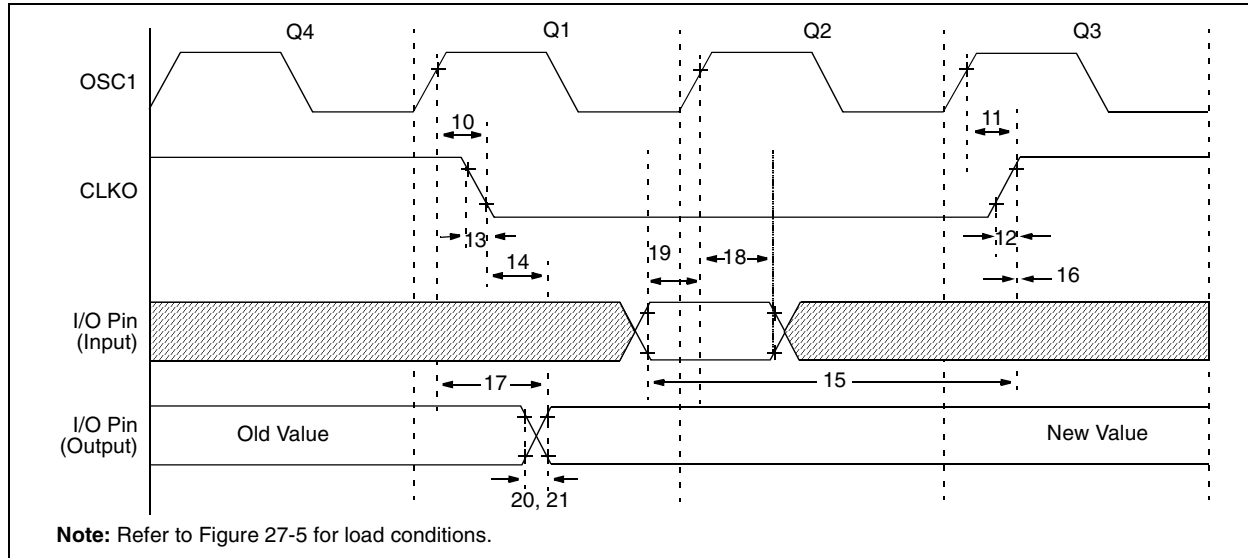 Q4 Q1 Q2 Q3
OSC1
10 11
CLKO
13 12
14 19 18 16
I/O Pin
(Input)
17 15
I/O Pin
(Output)
Old Value New Value
20, 21
Note: Refer to Figure 27-5 for load conditions.